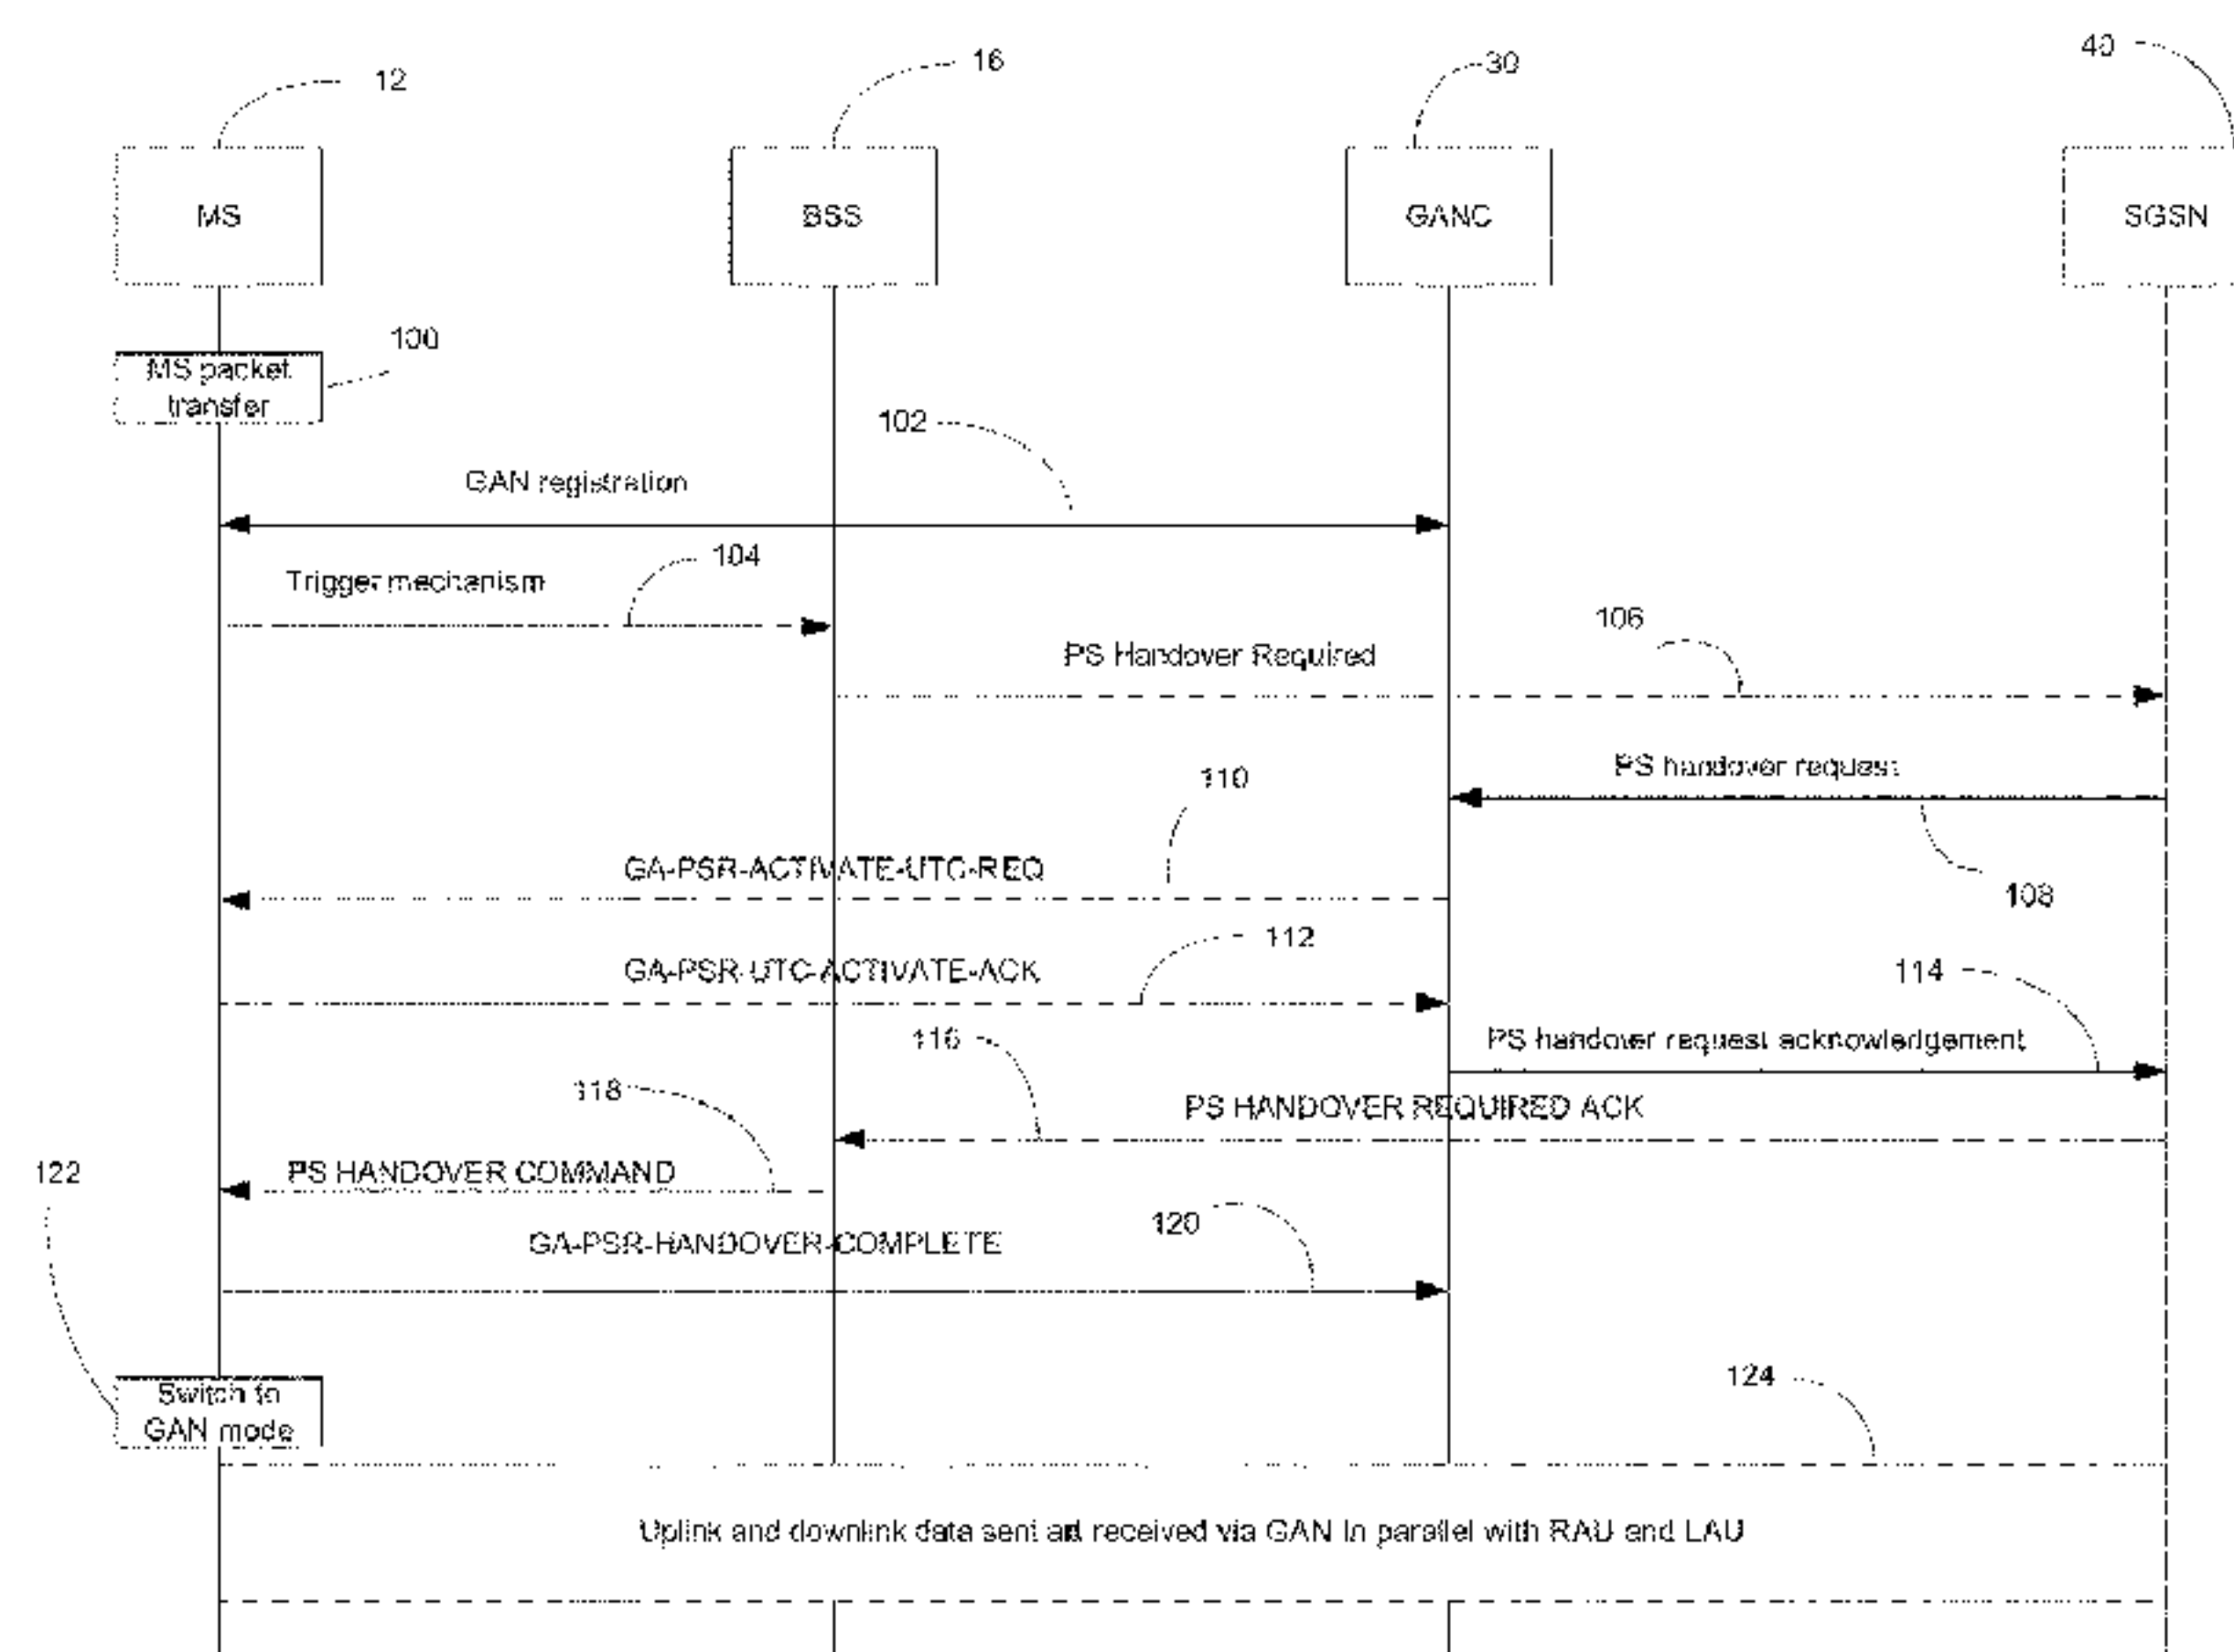 12
16
30
40
MS
BSS
GANC
SGSN
100
MS packet
transfer
102
GAN registration
104
Trigger mechanism
106
PS Handover Required
PS handover request
110
GA-PSR-ACTIVATE-UTC-REQ
108
112
GA-PSR-UTC-ACTIVATE-ACK
114
116
PS handover request acknowledgement
118
PS HANDOVER REQUIRED ACK
122
PS HANDOVER COMMAND
120
GA-PSR-HANDOVER-COMPLETE
124
Switch to
GAN mode
Uplink and downlink data sent and received via GAN in parallel with RAU and LAU